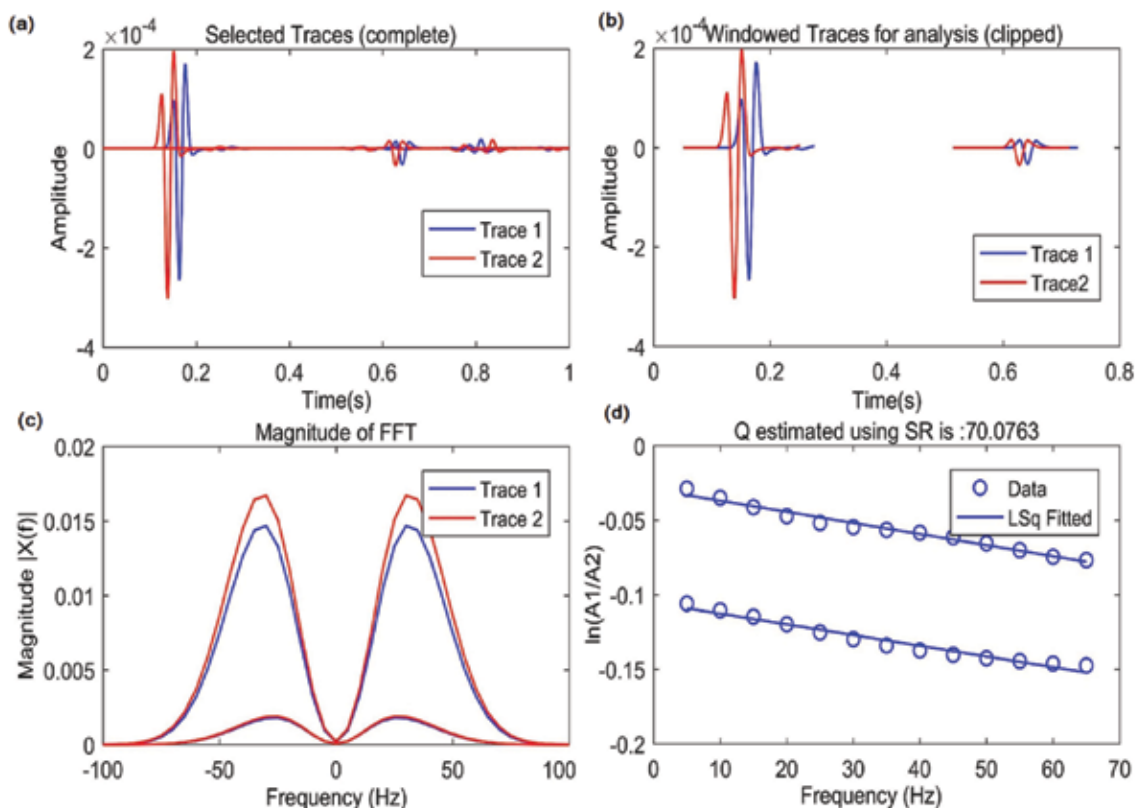 (a)
Selected Traces (complete)
×10⁻⁴
2
0
-2
-4
Amplitude
0
0.2
0.4
0.6
0.8
1
Time(s)
Trace 1
Trace 2
(b)
×10⁻⁴
Windowed Traces for analysis (clipped)
2
0
-2
-4
Amplitude
0
0.2
0.4
0.6
0.8
Time(s)
Trace 1
Trace2
(c)
Magnitude of FFT
0.02
0.015
0.01
0.005
0
Magnitude |X(f)|
-100
-50
0
50
100
Frequency (Hz)
Trace 1
Trace 2
(d)
Q estimated using SR is :70.0763
0
-0.05
-0.1
-0.15
-0.2
ln(A1/A2)
0
10
20
30
40
50
60
70
Frequency (Hz)
Data
LSq Fitted